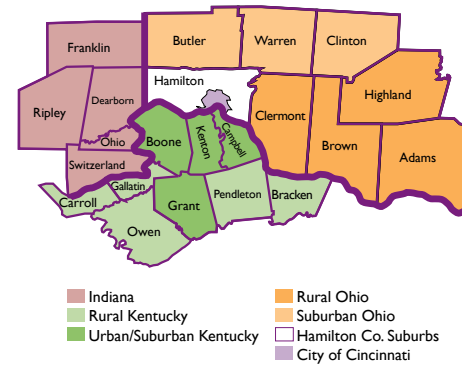 Franklin
Butler
Warren
Clinton
Hamilton
Ripley
Dearborn
Highland
Clermont
Ohio
Boone
Kenton
Campbell
Brown
Adams
Switzerland
Gallatin
Carroll
Grant
Pendleton
Bracken
Owen
Indiana
Rural Kentucky
Urban/Suburban Kentucky
Rural Ohio
Suburban Ohio
Hamilton Co. Suburbs
City of Cincinnati